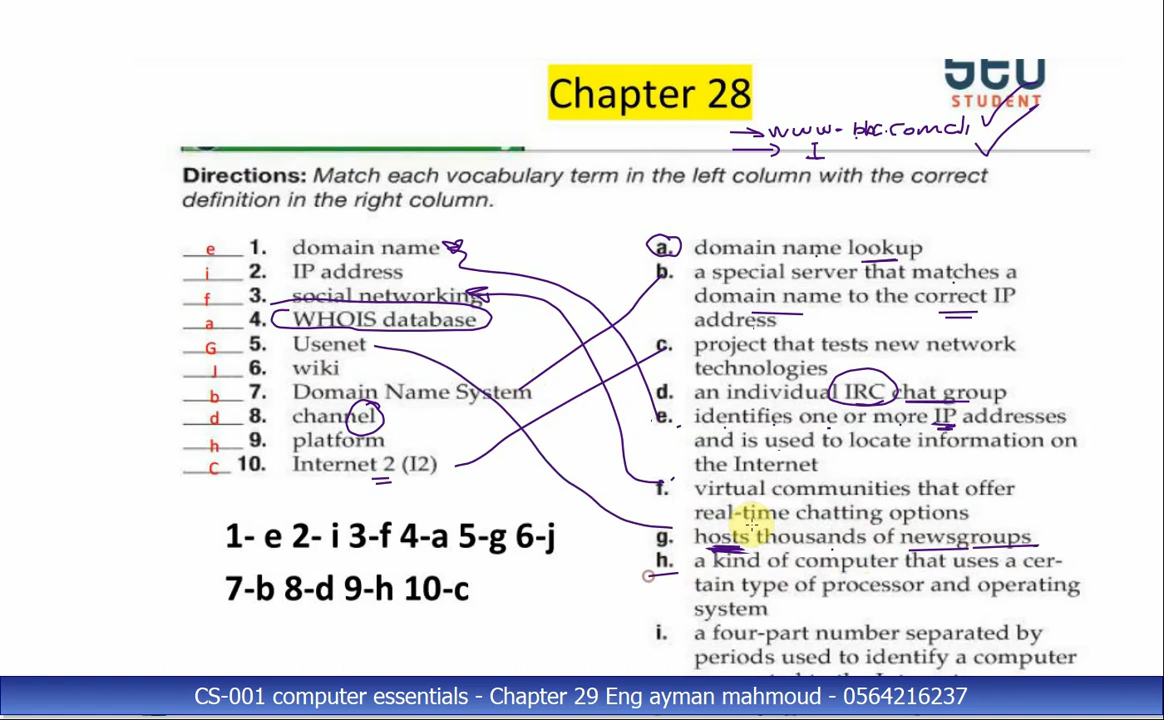 Chapter 28
STUDENT
www.bbc.com
I
Directions: Match each vocabulary term in the left column with the correct
definition in the right column.
e 1. domain name
i 2. IP address
f 3. social networking
a 4. WHOIS database
G 5. Usenet
J 6. wiki
b 7. Domain Name System
d 8. channel
h 9. platform
C 10. Internet 2 (I2)
1- e 2- i 3-f 4-a 5-g 6-j
7-b 8-d 9-h 10-c
a. domain name lookup
b. a special server that matches a
domain name to the correct IP
address
c. project that tests new network
technologies
d. an individual IRC chat group
e. identifies one or more IP addresses
and is used to locate information on
the Internet
f. virtual communities that offer
real-time chatting options
g. hosts thousands of newsgroups
h. a kind of computer that uses a cer-
tain type of processor and operating
system
i. a four-part number separated by
periods used to identify a computer
CS-001 computer essentials - Chapter 29 Eng ayman mahmoud - 0564216237